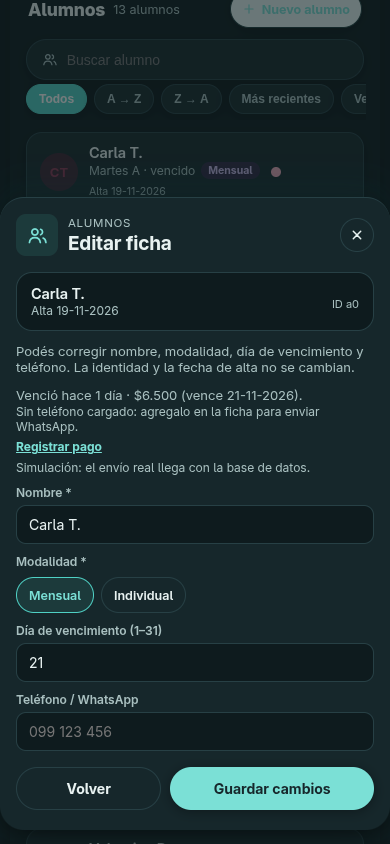 Alumnos 13 alumnos
+ Nuevo alumno
Buscar alumno
Todos
A → Z
Z → A
Más recientes
CT
Carla T.
Martes A · vencido Mensual
Alta 19-11-2026
ALUMNOS
Editar ficha
Carla T.
Alta 19-11-2026
ID a0
Podés corregir nombre, modalidad, día de vencimiento y
teléfono. La identidad y la fecha de alta no se cambian.
Venció hace 1 día · $6.500 (vence 21-11-2026).
Sin teléfono cargado: agregalo en la ficha para enviar
WhatsApp.
Registrar pago
Simulación: el envío real llega con la base de datos.
Nombre *
Carla T.
Modalidad *
Mensual
Individual
Día de vencimiento (1–31)
21
Teléfono / WhatsApp
099 123 456
Volver
Guardar cambios